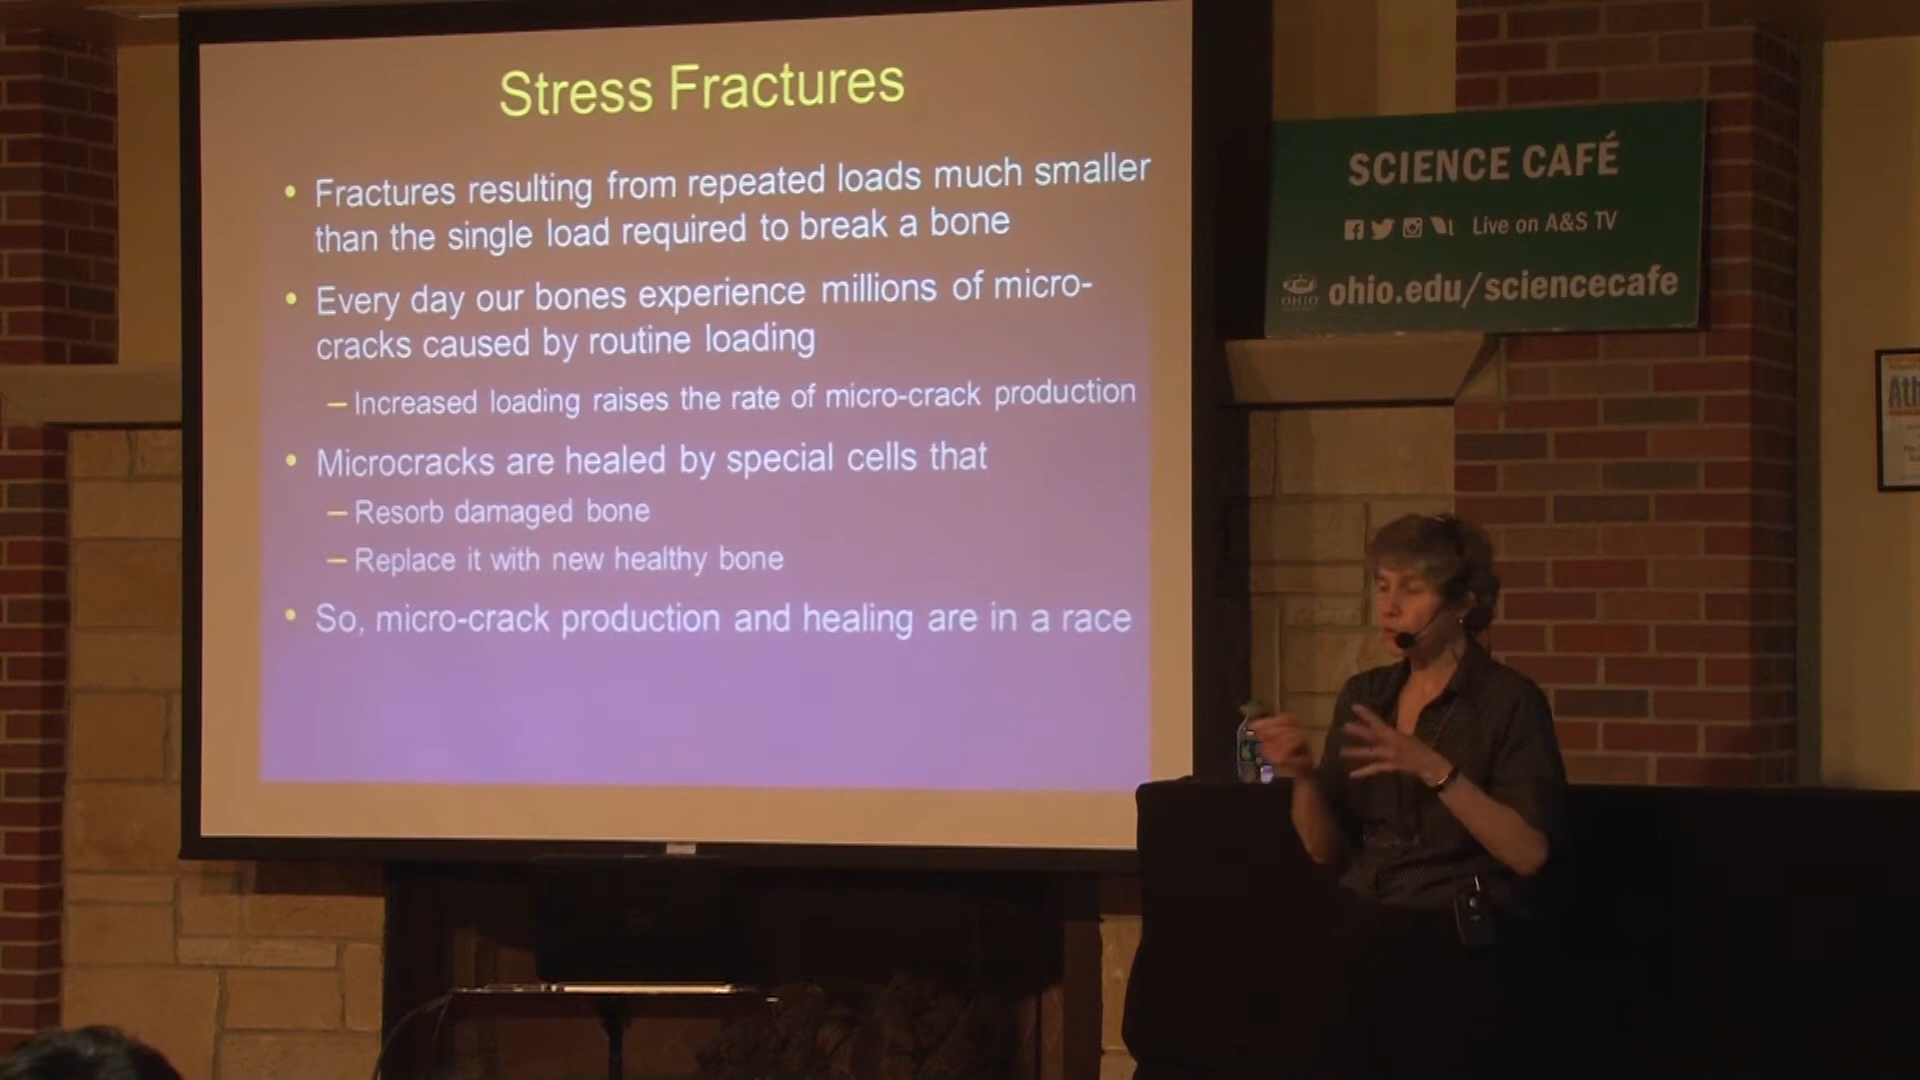 Stress Fractures
• Fractures resulting from repeated loads much smaller
than the single load required to break a bone
• Every day our bones experience millions of micro-
cracks caused by routine loading
– Increased loading raises the rate of micro-crack production
• Microcracks are healed by special cells that
– Resorb damaged bone
– Replace it with new healthy bone
• So, micro-crack production and healing are in a race
SCIENCE CAFÉ
Live on A&S TV
OHIO
ohio.edu/sciencecafe
Ath